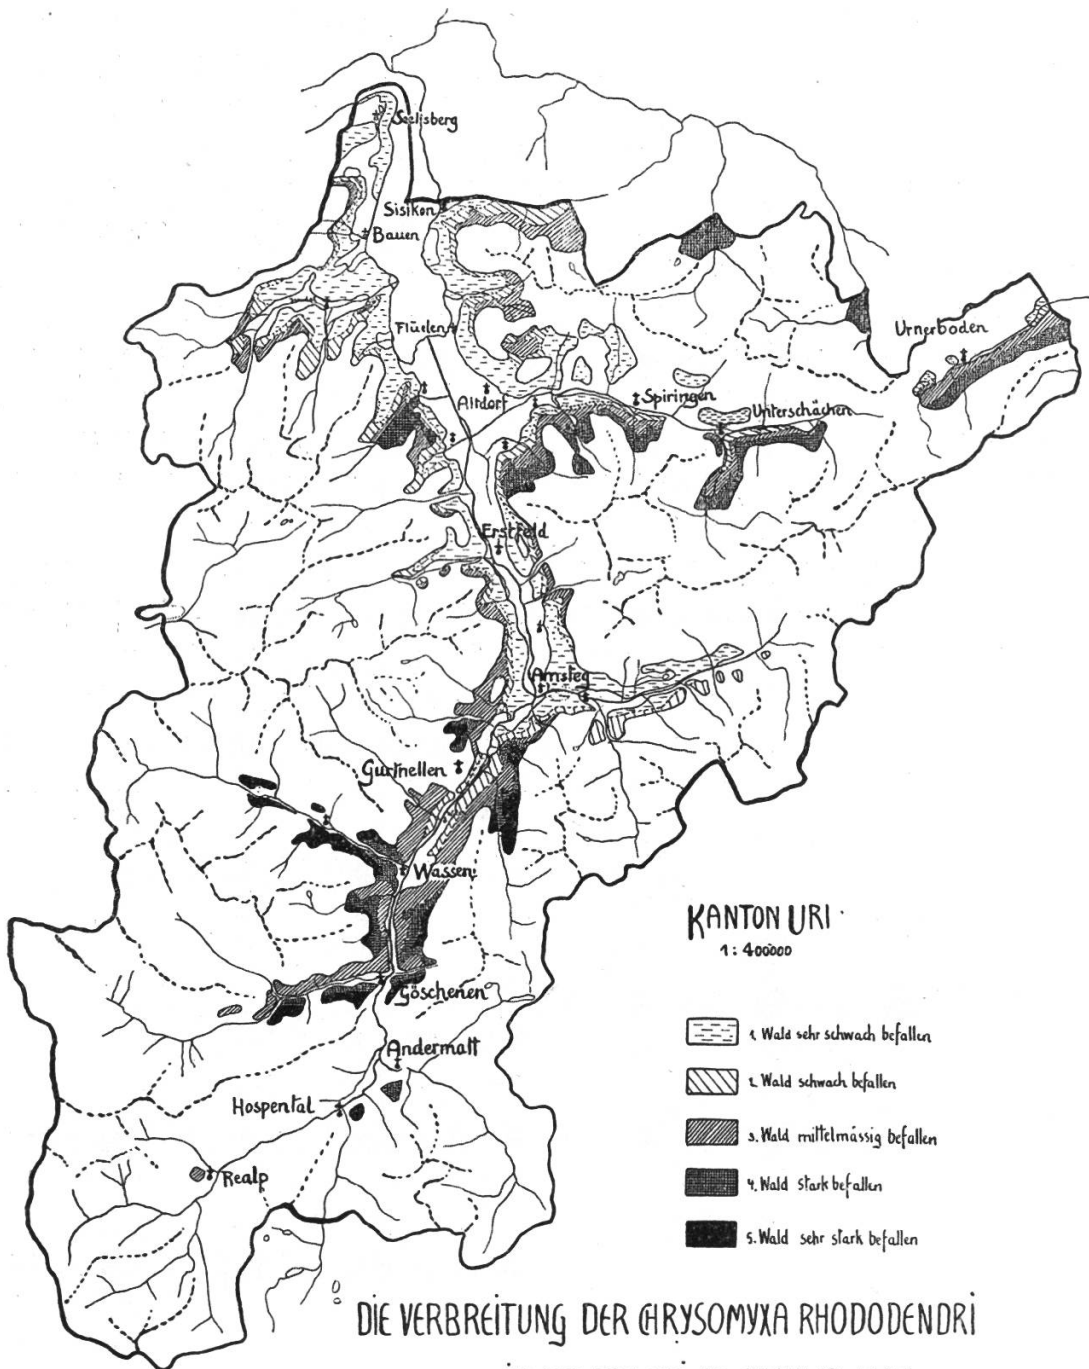 Seelisberg
Sisikon
Bauen
Flüelen
Urnerboden
Altdorf
Spiringen
Unterschächen
Erstfeld
Amsteg
Gurtnellen
Wassen
KANTON URI
1:400000
Göschenen
1. Wald sehr schwach befallen
Andermatt
2. Wald schwach befallen
Hospental
3. Wald mittelmässig befallen
Realp
4. Wald stark befallen
5. Wald sehr stark befallen
DIE VERBREITUNG DER CHRYSOMYXA RHODODENDRI